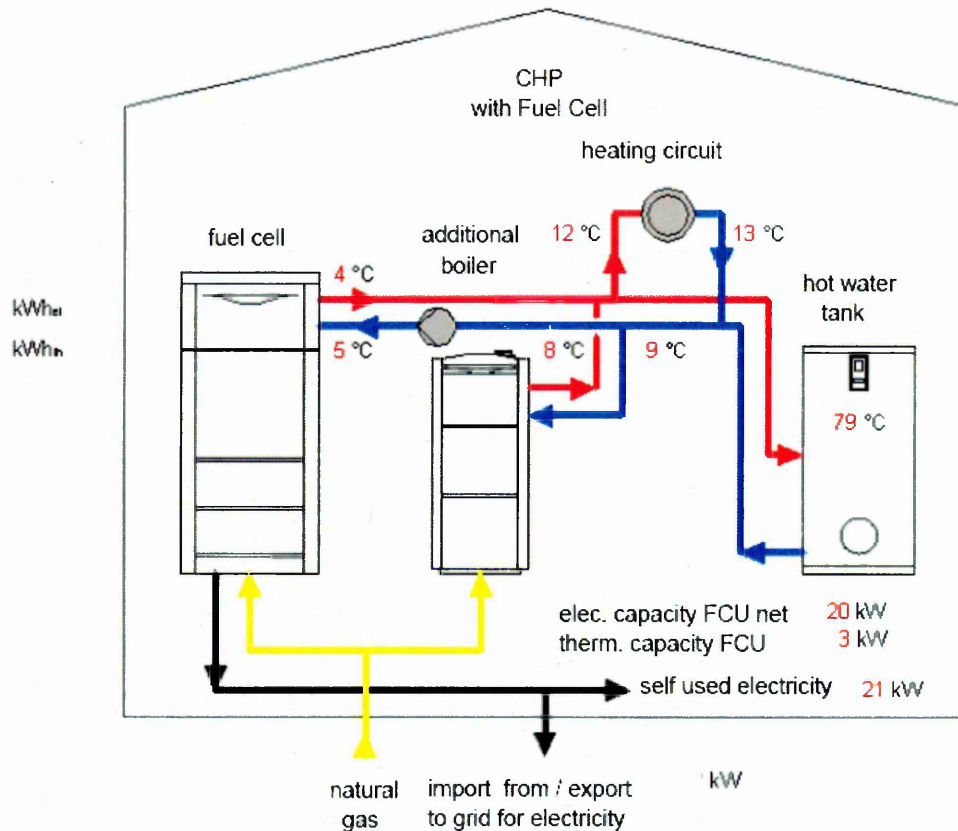 CHP
with Fuel Cell
heating circuit
fuel cell
additional
boiler
12 °C
13 °C
4 °C
hot water
tank
kWhel
kWhth
5 °C
8 °C
9 °C
79 °C
elec. capacity FCU net 20 kW
therm. capacity FCU 3 kW
self used electricity 21 kW
natural
gas
import from / export
to grid for electricity
kW